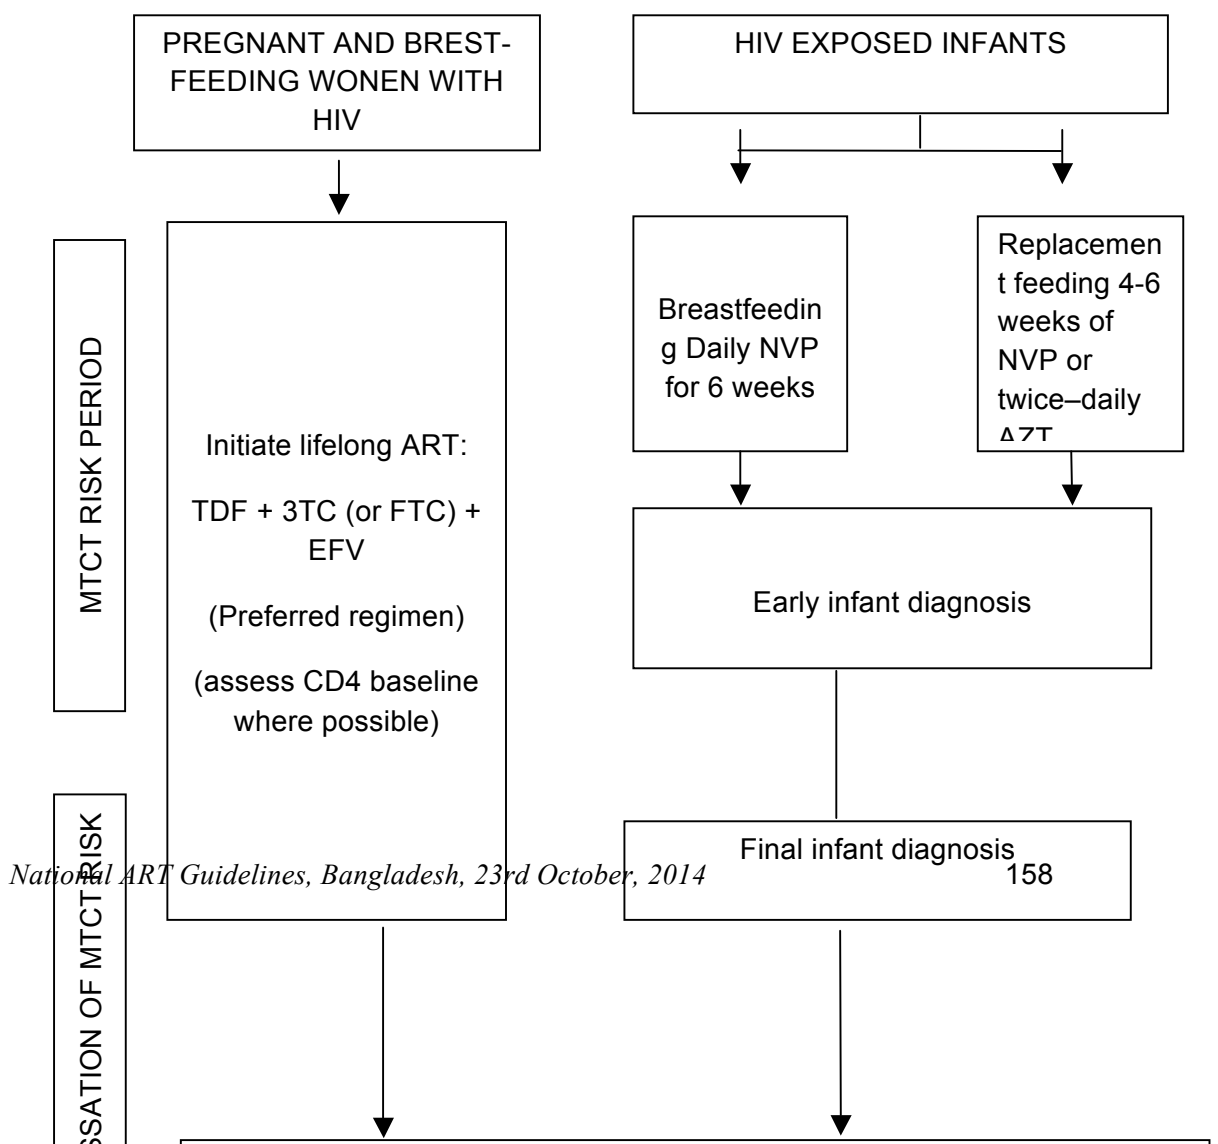 PREGNANT AND BREST-
FEEDING WONEN WITH
HIV
HIV EXPOSED INFANTS
MTCT RISK PERIOD
Initiate lifelong ART:
TDF + 3TC (or FTC) +
EFV
(Preferred regimen)
(assess CD4 baseline
where possible)
Breastfeedin
g Daily NVP
for 6 weeks
Replacemen
t feeding 4-6
weeks of
NVP or
twice–daily
AZT
Early infant diagnosis
Final infant diagnosis
National ART Guidelines, Bangladesh, 23rd October, 2014
158
SSATION OF MTCT RISK